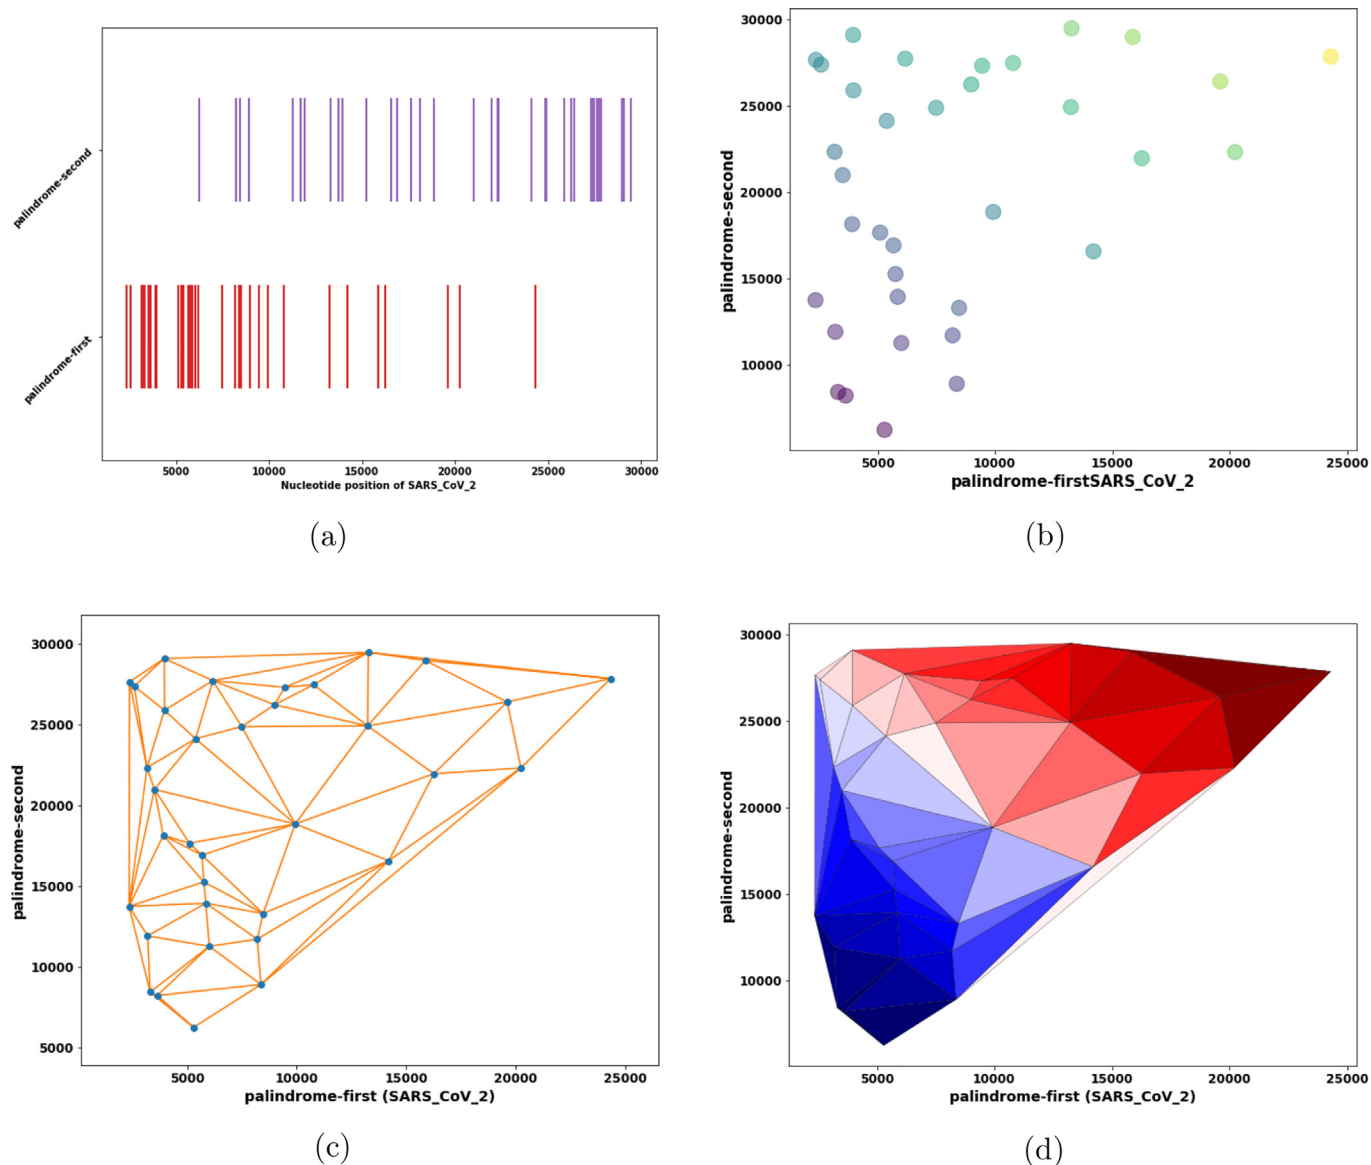 palindrome-second
palindrome-first
5000 10000 15000 20000 25000 30000
Nucleotide position of SARS_CoV_2
(a)
30000
25000
20000
15000
10000
palindrome-second
5000 10000 15000 20000 25000
palindrome-firstSARS_CoV_2
(b)
30000
25000
20000
15000
10000
5000
palindrome-second
5000 10000 15000 20000 25000
palindrome-first (SARS_CoV_2)
(c)
30000
25000
20000
15000
10000
palindrome-second
5000 10000 15000 20000 25000
palindrome-first (SARS_CoV_2)
(d)